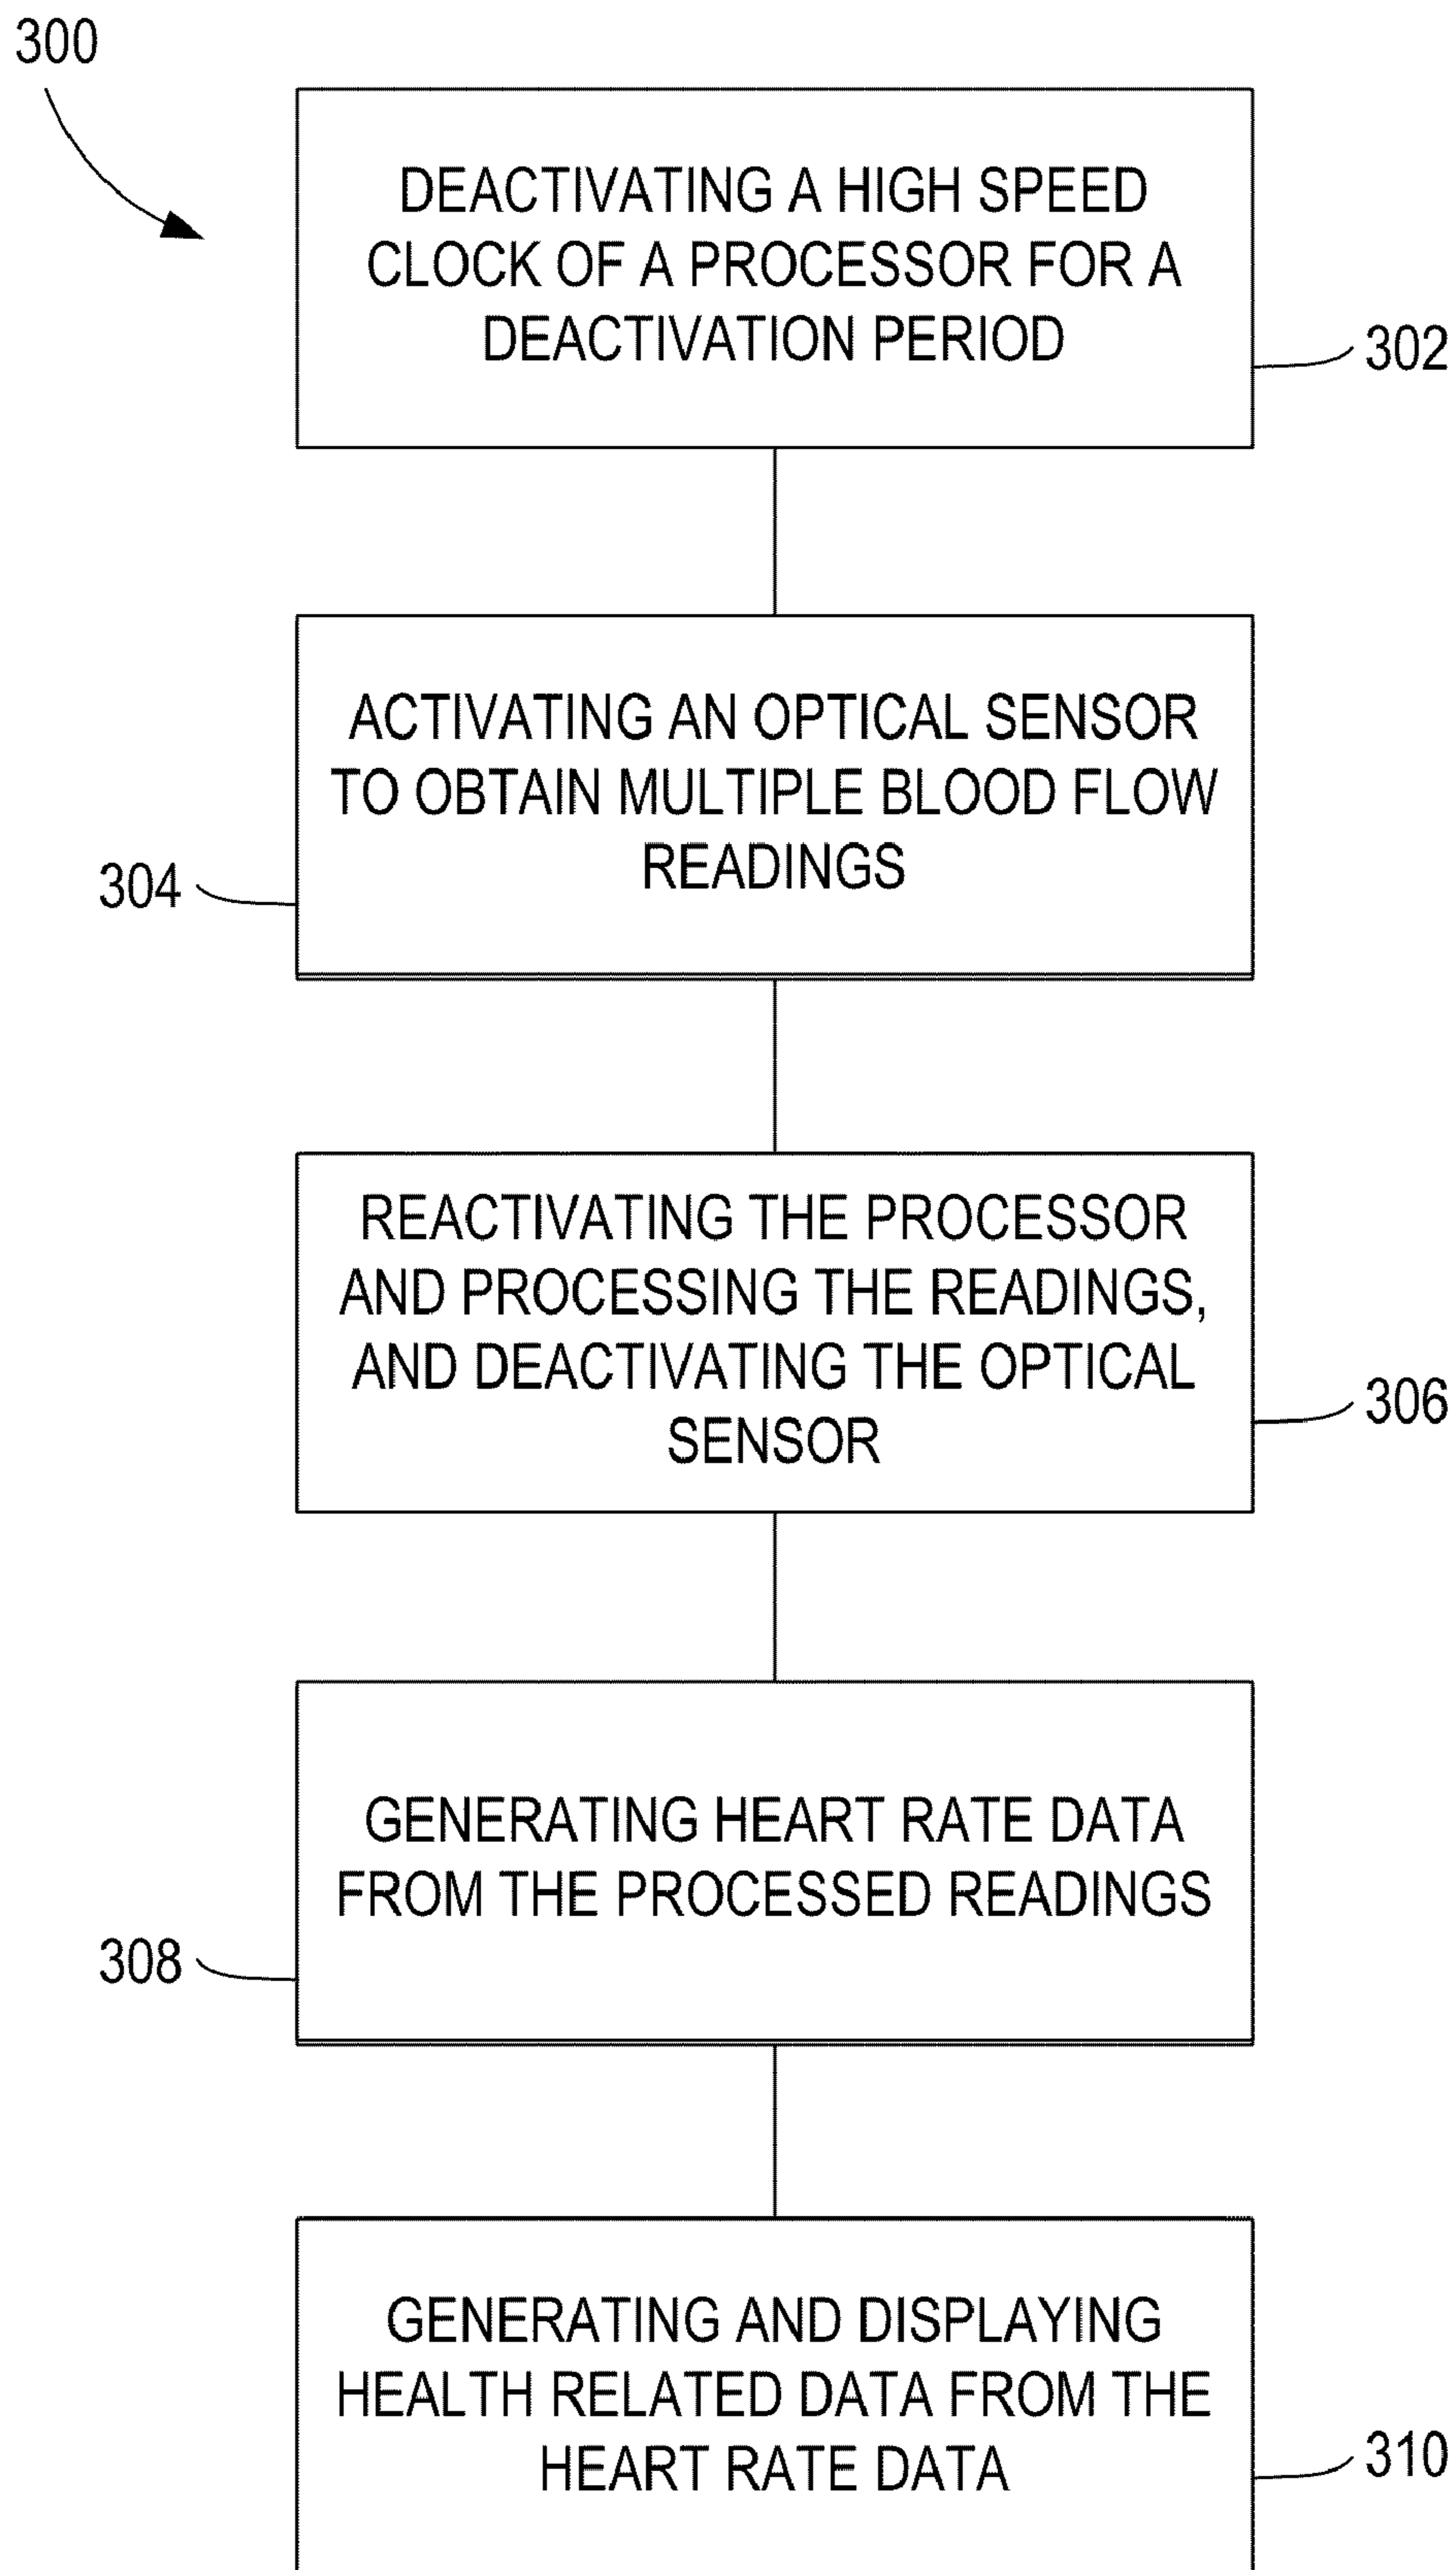 300
DEACTIVATING A HIGH SPEED
CLOCK OF A PROCESSOR FOR A
DEACTIVATION PERIOD
302
ACTIVATING AN OPTICAL SENSOR
TO OBTAIN MULTIPLE BLOOD FLOW
READINGS
304
REACTIVATING THE PROCESSOR
AND PROCESSING THE READINGS,
AND DEACTIVATING THE OPTICAL
SENSOR
306
GENERATING HEART RATE DATA
FROM THE PROCESSED READINGS
308
GENERATING AND DISPLAYING
HEALTH RELATED DATA FROM THE
HEART RATE DATA
310